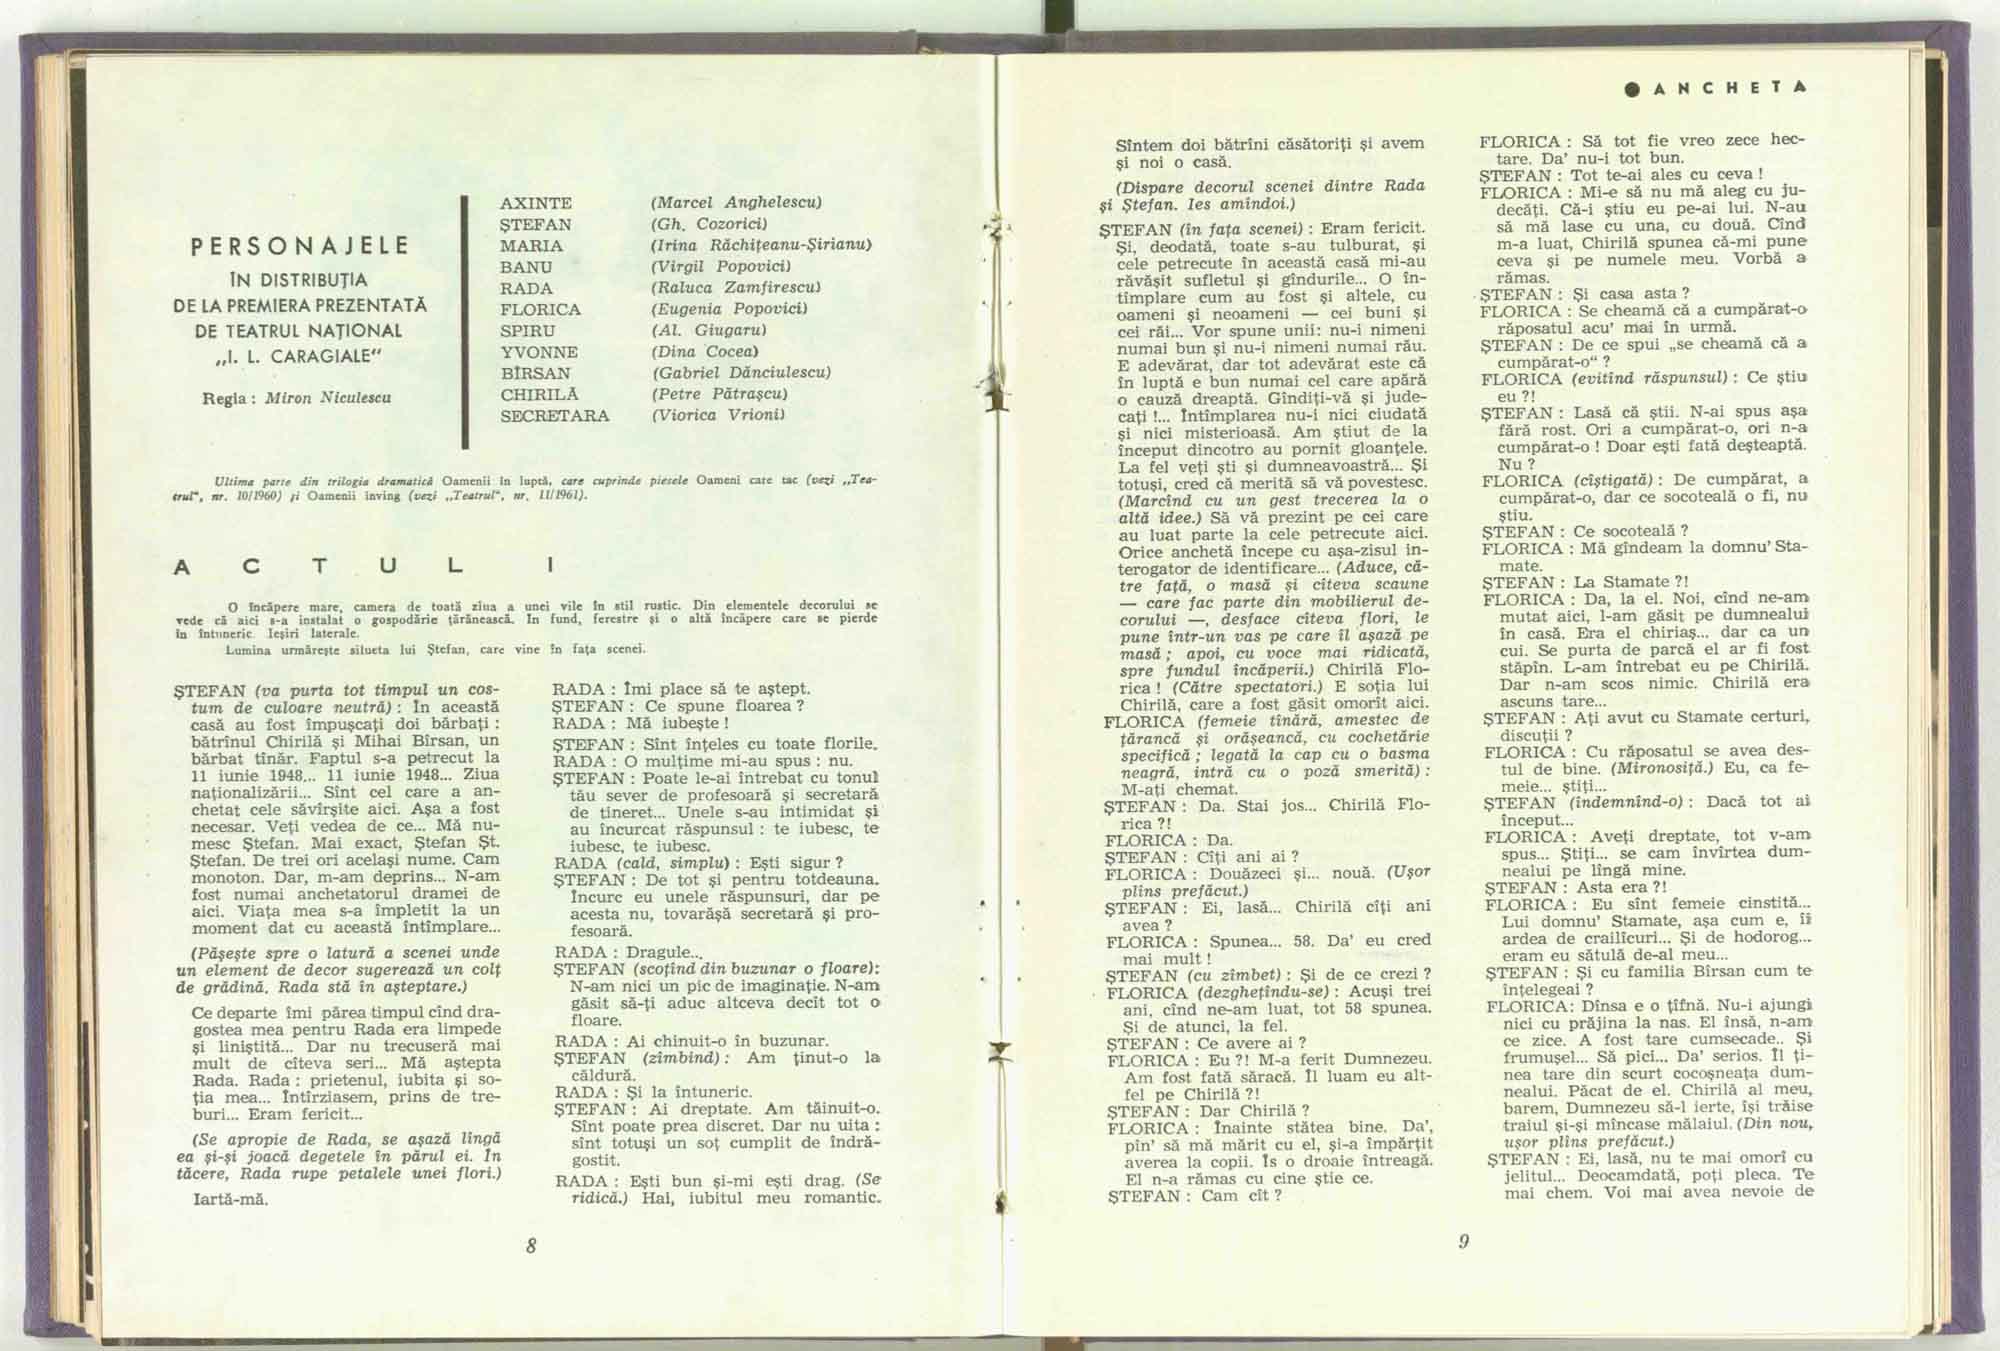 PERSONAJELE
ÎN DISTRIBUȚIA
DE LA PREMIERA PREZENTATĂ
DE TEATRUL NAȚIONAL
„I. L. CARAGIALE"
Regia : Miron Niculescu
AXINTE (Marcel Anghelescu)
ȘTEFAN (Gh. Cozorici)
MARIA (Irina Răchițeanu-Șirianu)
BANU (Virgil Popovici)
RADA (Raluca Zamfirescu)
FLORICA (Eugenia Popovici)
SPIRU (Al. Giugaru)
YVONNE (Dina Cocea)
BÎRSAN (Gabriel Dănciulescu)
CHIRILĂ (Petre Pătrașcu)
SECRETARA (Viorica Vrioni)
Ultima parte din trilogia dramatică Oamenii în luptă, care cuprinde piesele Oameni care tac (vezi „Tea-
trul“, nr. 10/1960) și Oamenii înving (vezi „Teatrul“, nr. 11/1961).
ACTUL I
O încăpere mare, camera de toată ziua a unei vile în stil rustic. Din elementele decorului se
vede că aici s-a instalat o gospodărie țărănească. In fund, ferestre și o altă încăpere care se pierde
în întuneric. Ieșiri laterale.
Lumina urmărește silueta lui Ștefan, care vine în fața scenei.
ȘTEFAN (va purta tot timpul un cos-
tum de culoare neutră) : In această
casă au fost împușcați doi bărbați :
bătrînul Chirilă și Mihai Bîrsan, un
bărbat tînăr. Faptul s-a petrecut la
11 iunie 1948... 11 iunie 1948... Ziua
naționalizării... Sînt cel care a an-
chetat cele săvîrșite aici. Așa a fost
necesar. Veți vedea de ce... Mă nu-
mesc Ștefan. Mai exact, Ștefan Șt.
Ștefan. De trei ori același nume. Cam
monoton. Dar, m-am deprins... N-am
fost numai anchetatorul dramei de
aici. Viața mea s-a împletit la un
moment dat cu această întîmplare...
(Pășește spre o latură a scenei unde
un element de decor sugerează un colț
de grădină. Rada stă în așteptare.)
Ce departe îmi părea timpul cînd dra-
gostea mea pentru Rada era limpede
și liniștită... Dar nu trecuseră mai
mult de cîteva seri... Mă aștepta
Rada. Rada : prietenul, iubita și so-
ția mea... Intîrziasem, prins de tre-
buri... Eram fericit...
(Se apropie de Rada, se așază lîngă
ea și-și joacă degetele în părul ei. In
tăcere, Rada rupe petalele unei flori.)
Iartă-mă.
RADA : Îmi place să te aștept.
ȘTEFAN : Ce spune floarea ?
RADA : Mă iubește !
ȘTEFAN : Sînt înțeles cu toate florile.
RADA : O mulțime mi-au spus : nu.
ȘTEFAN : Poate le-ai întrebat cu tonul
tău sever de profesoară și secretară
de tineret... Unele s-au intimidat și
au încurcat răspunsul : te iubesc, te
iubesc, te iubesc.
RADA (cald, simplu) : Ești sigur ?
ȘTEFAN : De tot și pentru totdeauna.
Incurc eu unele răspunsuri, dar pe
acesta nu, tovarășă secretară și pro-
fesoară.
RADA : Dragule...
ȘTEFAN (scoțînd din buzunar o floare):
N-am nici un pic de imaginație. N-am
găsit să-ți aduc altceva decît tot o
floare.
RADA : Ai chinuit-o în buzunar.
ȘTEFAN (zîmbind) : Am ținut-o la
căldură.
RADA : Și la întuneric.
ȘTEFAN : Ai dreptate. Am tăinuit-o.
Sînt poate prea discret. Dar nu uita :
sînt totuși un soț cumplit de îndră-
gostit.
RADA : Ești bun și-mi ești drag. (Se
ridică.) Hai, iubitul meu romantic.
8
● ANCHETA
Sîntem doi bătrîni căsătoriți și avem
și noi o casă.
(Dispare decorul scenei dintre Rada
și Ștefan. Ies amîndoi.)
ȘTEFAN (în fața scenei) : Eram fericit.
Și, deodată, toate s-au tulburat, și
cele petrecute în această casă mi-au
răvășit sufletul și gîndurile... O în-
tîmplare cum au fost și altele, cu
oameni și neoameni — cei buni și
cei răi... Vor spune unii: nu-i nimeni
numai bun și nu-i nimeni numai rău.
E adevărat, dar tot adevărat este că
în luptă e bun numai cel care apără
o cauză dreaptă. Gîndiți-vă și jude-
cați !... Întîmplarea nu-i nici ciudată
și nici misterioasă. Am știut de la
început dincotro au pornit gloanțele.
La fel veți ști și dumneavoastră... Și
totuși, cred că merită să vă povestesc.
(Marcînd cu un gest trecerea la o
altă idee.) Să vă prezint pe cei care
au luat parte la cele petrecute aici.
Orice anchetă începe cu așa-zisul in-
terogator de identificare... (Aduce, că-
tre față, o masă și cîteva scaune
— care fac parte din mobilierul de-
corului —, desface cîteva flori, le
pune într-un vas pe care îl așază pe
masă ; apoi, cu voce mai ridicată,
spre fundul încăperii.) Chirilă Flo-
rica ! (Către spectatori.) E soția lui
Chirilă, care a fost găsit omorît aici.
FLORICA (femeie tînără, amestec de
țărancă și orășeancă, cu cochetărie
specifică ; legată la cap cu o basma
neagră, intră cu o poză smerită) :
M-ați chemat.
ȘTEFAN : Da. Stai jos... Chirilă Flo-
rica ?!
FLORICA : Da.
ȘTEFAN : Cîți ani ai ?
FLORICA : Douăzeci și... nouă. (Ușor
plîns prefăcut.)
ȘTEFAN : Ei, lasă... Chirilă cîți ani
avea ?
FLORICA : Spunea... 58. Da' eu cred
mai mult !
ȘTEFAN (cu zîmbet) : Și de ce crezi ?
FLORICA (dezghețîndu-se) : Acuși trei
ani, cînd ne-am luat, tot 58 spunea.
Și de atunci, la fel.
ȘTEFAN : Ce avere ai ?
FLORICA : Eu ?! M-a ferit Dumnezeu.
Am fost fată săracă. Îl luam eu alt-
fel pe Chirilă ?!
ȘTEFAN : Dar Chirilă ?
FLORICA : Înainte stătea bine. Da',
pîn' să mă mărit cu el, și-a împărțit
averea la copii. Îs o droaie întreagă.
El n-a rămas cu cine știe ce.
ȘTEFAN : Cam cît ?
FLORICA : Să tot fie vreo zece hec-
tare. Da' nu-i tot bun.
ȘTEFAN : Tot te-ai ales cu ceva !
FLORICA : Mi-e să nu mă aleg cu ju-
decăți. Că-i știu eu pe-ai lui. N-au
să mă lase cu una, cu două. Cînd
m-a luat, Chirilă spunea că-mi pune
ceva și pe numele meu. Vorbă a
rămas.
ȘTEFAN : Și casa asta ?
FLORICA : Se cheamă că a cumpărat-o
răposatul acu' mai în urmă.
ȘTEFAN : De ce spui „se cheamă că a
cumpărat-o“ ?
FLORICA (evitînd răspunsul) : Ce știu
eu ?!
ȘTEFAN : Lasă că știi. N-ai spus așa
fără rost. Ori a cumpărat-o, ori n-a
cumpărat-o ! Doar ești fată deșteaptă.
Nu ?
FLORICA (cîștigată) : De cumpărat, a
cumpărat-o, dar ce socoteală o fi, nu
știu.
ȘTEFAN : Ce socoteală ?
FLORICA : Mă gîndeam la domnu' Sta-
mate.
ȘTEFAN : La Stamate ?!
FLORICA : Da, la el. Noi, cînd ne-am
mutat aici, l-am găsit pe dumnealui
în casă. Era el chiriaș... dar ca un
cui. Se purta de parcă el ar fi fost
stăpîn. L-am întrebat eu pe Chirilă.
Dar n-am scos nimic. Chirilă era
ascuns tare...
ȘTEFAN : Ați avut cu Stamate certuri,
discuții ?
FLORICA : Cu răposatul se avea des-
tul de bine. (Mironosiță.) Eu, ca fe-
meie... știți...
ȘTEFAN (îndemnînd-o) : Dacă tot ai
început...
FLORICA : Aveți dreptate, tot v-am
spus... Știți... se cam învîrtea dum-
nealui pe lîngă mine.
ȘTEFAN : Asta era ?!
FLORICA : Eu sînt femeie cinstită...
Lui domnu' Stamate, așa cum e, îi
ardea de crailîcuri... Și de hodorog...
eram eu sătulă de-al meu...
ȘTEFAN : Și cu familia Bîrsan cum te
înțelegeai ?
FLORICA: Dînsa e o țîfnă. Nu-i ajungi
nici cu prăjina la nas. El însă, n-am
ce zice. A fost tare cumsecade.. Și
frumușel... Să pici... Da' serios. Îl ți-
nea tare din scurt cocoșneața dum-
nealui. Păcat de el. Chirilă al meu,
barem, Dumnezeu să-l ierte, își trăise
traiul și-și mîncase mălaiul. (Din nou,
ușor plîns prefăcut.)
ȘTEFAN : Ei, lasă, nu te mai omorî cu
jelitul... Deocamdată, poți pleca. Te
mai chem. Voi mai avea nevoie de
9